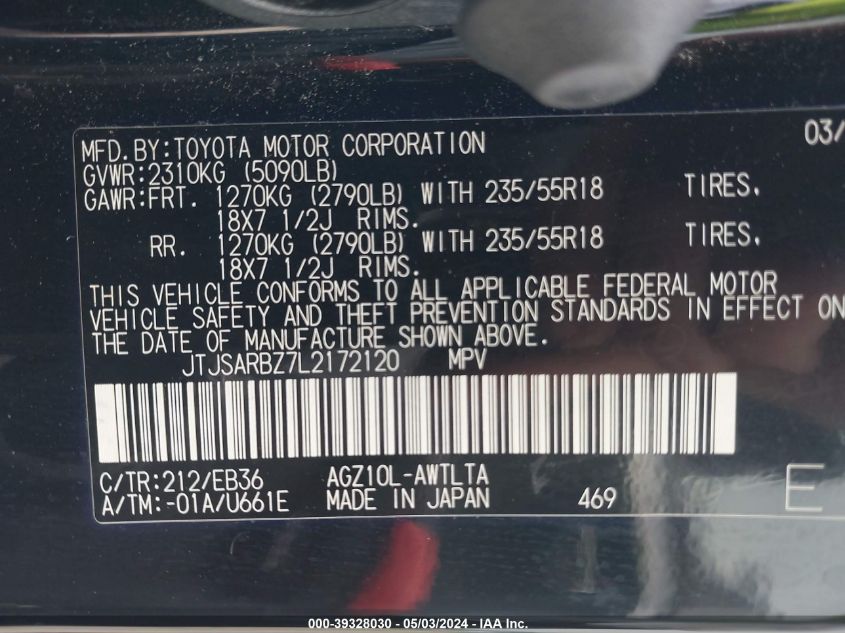 MFD.BY:TOYOTA MOTOR CORPORATION 03/
GVWR:2310KG (5090LB)
GAWR:FRT. 1270KG (2790LB) WITH 235/55R18 TIRES.
18X7 1/2J RIMS.
RR. 1270KG (2790LB) WITH 235/55R18 TIRES.
18X7 1/2J RIMS.
THIS VEHICLE CONFORMS TO ALL APPLICABLE FEDERAL MOTOR
VEHICLE SAFETY AND THEFT PREVENTION STANDARDS IN EFFECT ON
THE DATE OF MANUFACTURE SHOWN ABOVE.
JTJSARBZ7L2172120 MPV
C/TR:212/EB36 AGZ10L-AWTLTA
A/TM:-01A/U661E MADE IN JAPAN 469 E
000-39328030 - 05/03/2024 - IAA Inc.